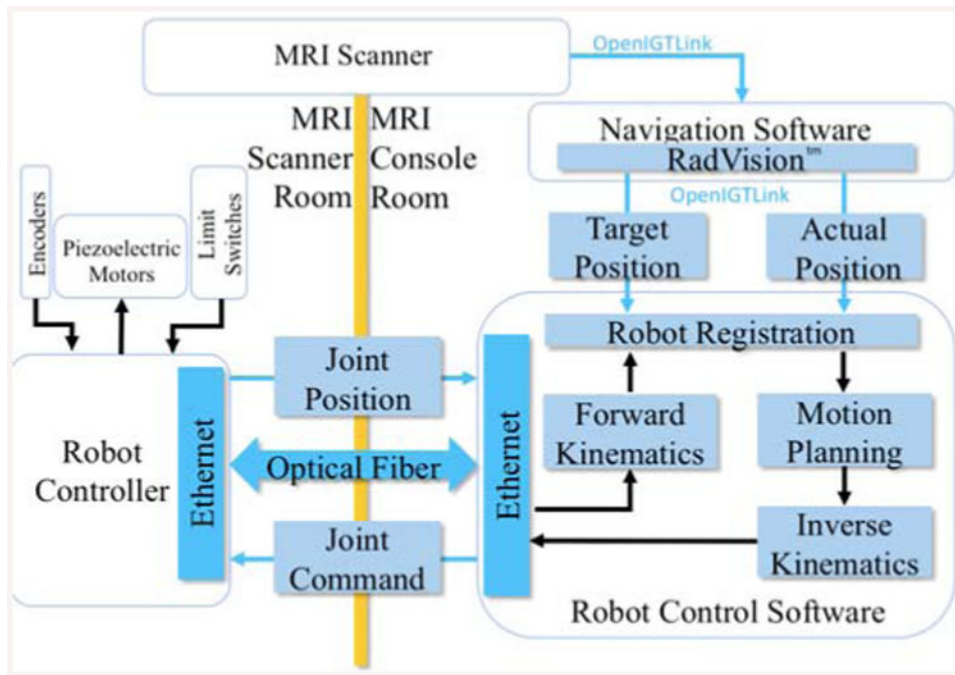 MRI Scanner
OpenIGTLink
MRI
Scanner
Room
MRI
Console
Room
Navigation Software
RadVision™
OpenIGTLink
Encoders
Piezoelectric
Motors
Limit
Switches
Target
Position
Actual
Position
Robot Registration
Joint
Position
Forward
Kinematics
Motion
Planning
Robot
Controller
Ethernet
Optical Fiber
Ethernet
Joint
Command
Inverse
Kinematics
Robot Control Software